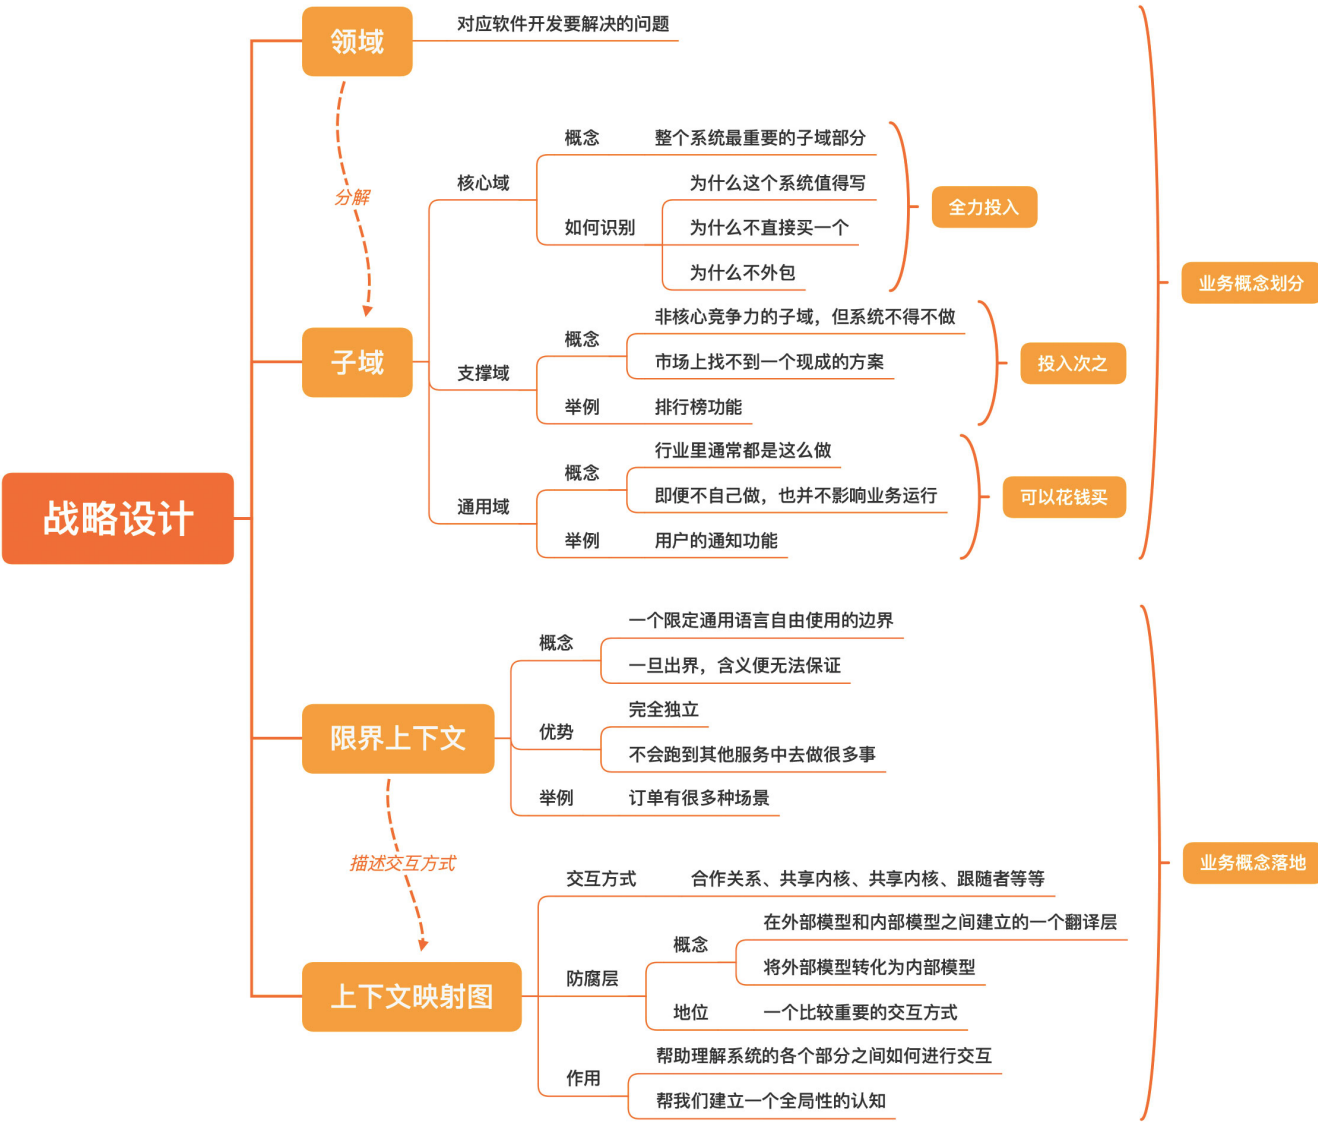 领域
对应软件开发要解决的问题
分解
子域
核心域
概念
整个系统最重要的子域部分
如何识别
为什么这个系统值得写
为什么不直接买一个
为什么不外包
全力投入
支撑域
概念
非核心竞争力的子域，但系统不得不做
市场上找不到一个现成的方案
举例
排行榜功能
投入次之
通用域
概念
行业里通常都是这么做
即便不自己做，也并不影响业务运行
举例
用户的通知功能
可以花钱买
业务概念划分
战略设计
限界上下文
概念
一个限定通用语言自由使用的边界
一旦出界，含义便无法保证
优势
完全独立
不会跑到其他服务中去做很多事
举例
订单有很多种场景
描述交互方式
上下文映射图
交互方式
合作关系、共享内核、共享内核、跟随者等等
防腐层
概念
在外部模型和内部模型之间建立的一个翻译层
将外部模型转化为内部模型
地位
一个比较重要的交互方式
作用
帮助理解系统的各个部分之间如何进行交互
帮我们建立一个全局性的认知
业务概念落地